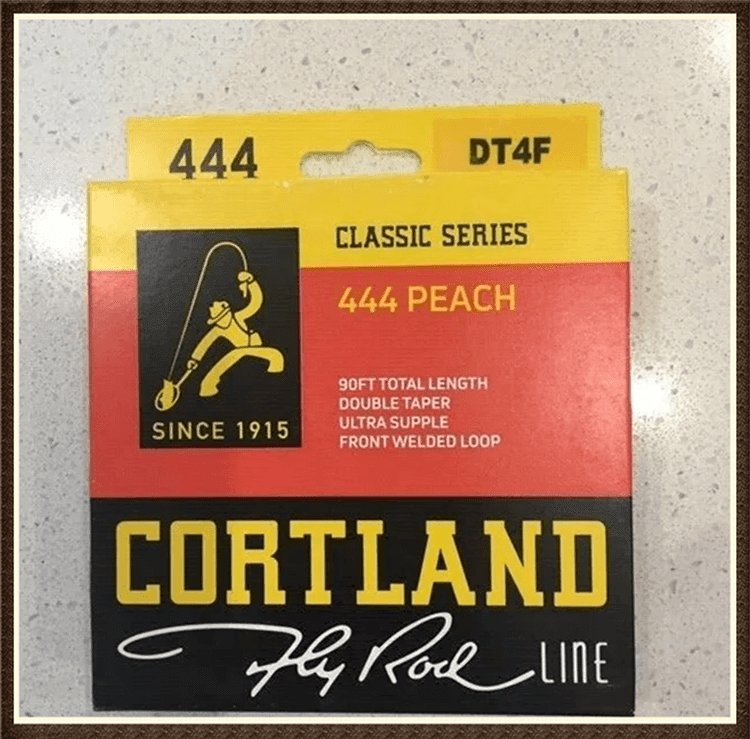 444
DT4F
CLASSIC SERIES
444 PEACH
90FT TOTAL LENGTH
DOUBLE TAPER
ULTRA SUPPLE
FRONT WELDED LOOP
SINCE 1915
CORTLAND
Fly Rod LINE